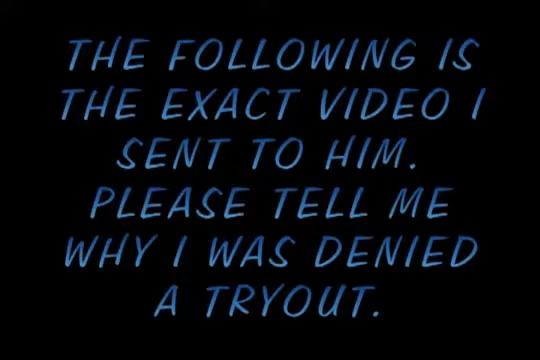 THE FOLLOWING IS
THE EXACT VIDEO I
SENT TO HIM.
PLEASE TELL ME
WHY I WAS DENIED
A TRYOUT.